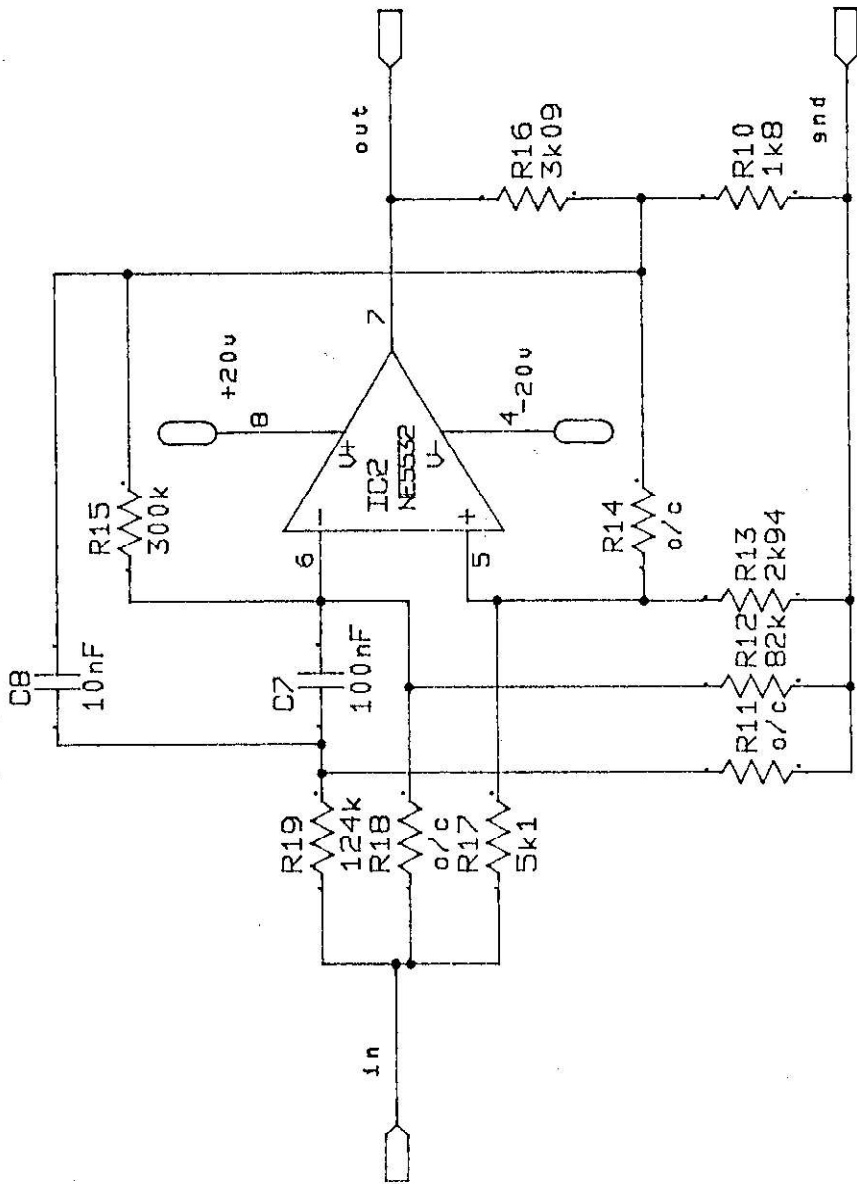 C8
10nF
R15
300k
C7
100nF
R19
124k
R18
o/c
R17
5k1
in
+20v
8
V+
IC2
NE5532
V-
6
5
7
4
-20v
out
R16
3k09
R10
1k8
R14
o/c
R13
2k94
R12
82k
R11
o/c
gnd